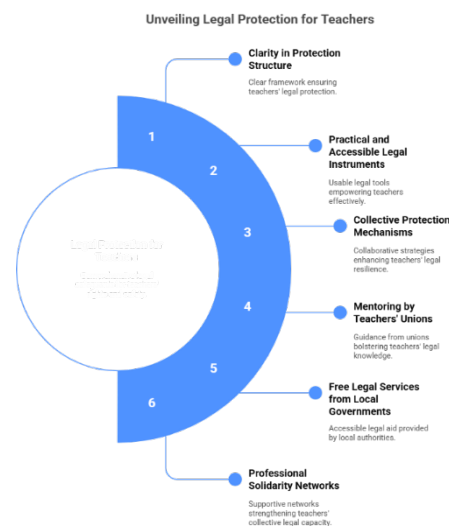 Unveiling Legal Protection for Teachers
Clarity in Protection
Structure
Clear framework ensuring
teachers' legal protection.
1
Practical and
Accessible Legal
Instruments
Usable legal tools
empowering teachers
effectively.
2
Collective Protection
Mechanisms
Collaborative strategies
enhancing teachers' legal
resilience.
3
Mentoring by
Teachers' Unions
Guidance from unions
bolstering teachers' legal
knowledge.
4
Free Legal Services
from Local
Governments
Accessible legal aid provided
by local authorities.
5
Professional
Solidarity Networks
Supportive networks
strengthening teachers'
collective legal capacity.
6